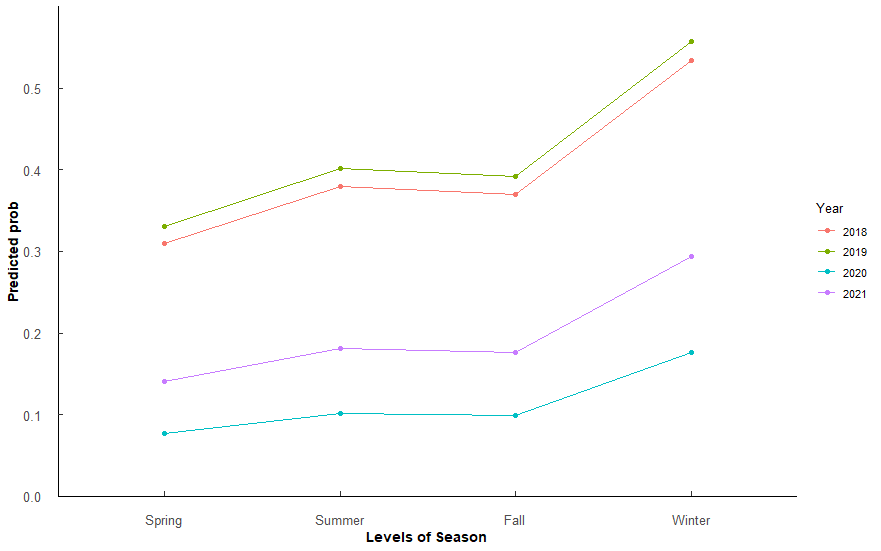 Predicted prob
0.5
0.4
0.3
0.2
0.1
0.0
Spring Summer Fall Winter
Levels of Season
Year
2018
2019
2020
2021